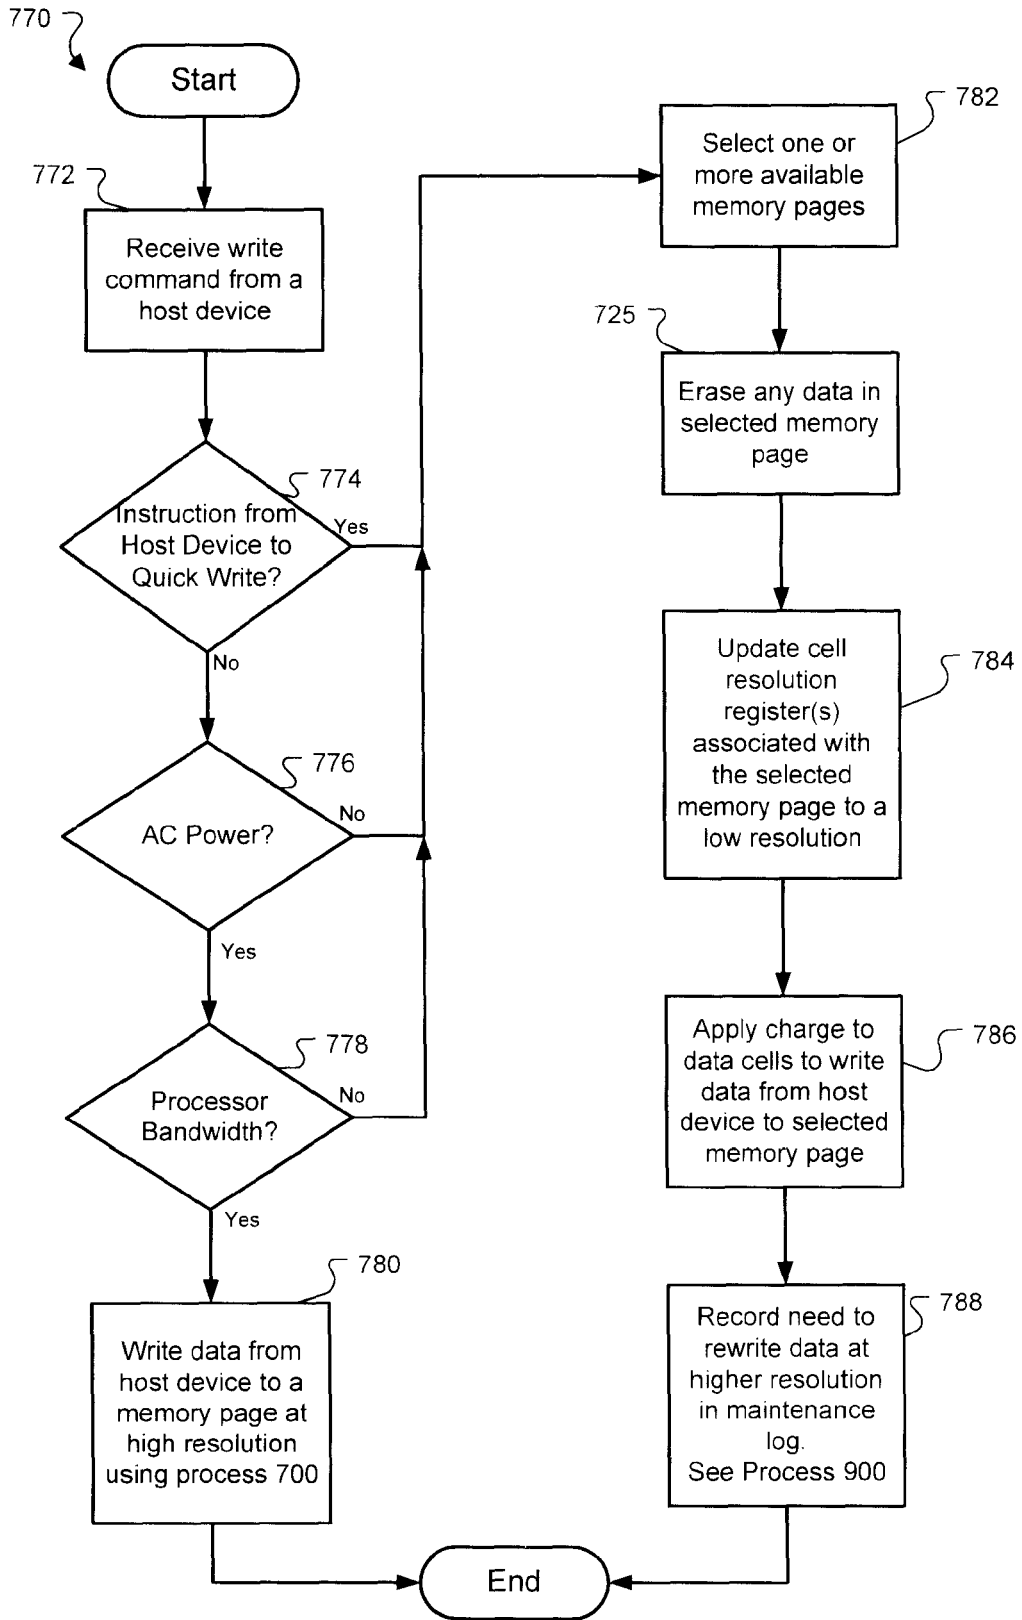 770
Start
772
Receive write
command from a
host device
774
Instruction from
Host Device to
Quick Write?
Yes
No
776
AC Power?
No
Yes
778
Processor
Bandwidth?
No
Yes
780
Write data from
host device to a
memory page at
high resolution
using process 700
782
Select one or
more available
memory pages
725
Erase any data in
selected memory
page
784
Update cell
resolution
register(s)
associated with
the selected
memory page to a
low resolution
786
Apply charge to
data cells to write
data from host
device to selected
memory page
788
Record need to
rewrite data at
higher resolution
in maintenance
log.
See Process 900
End